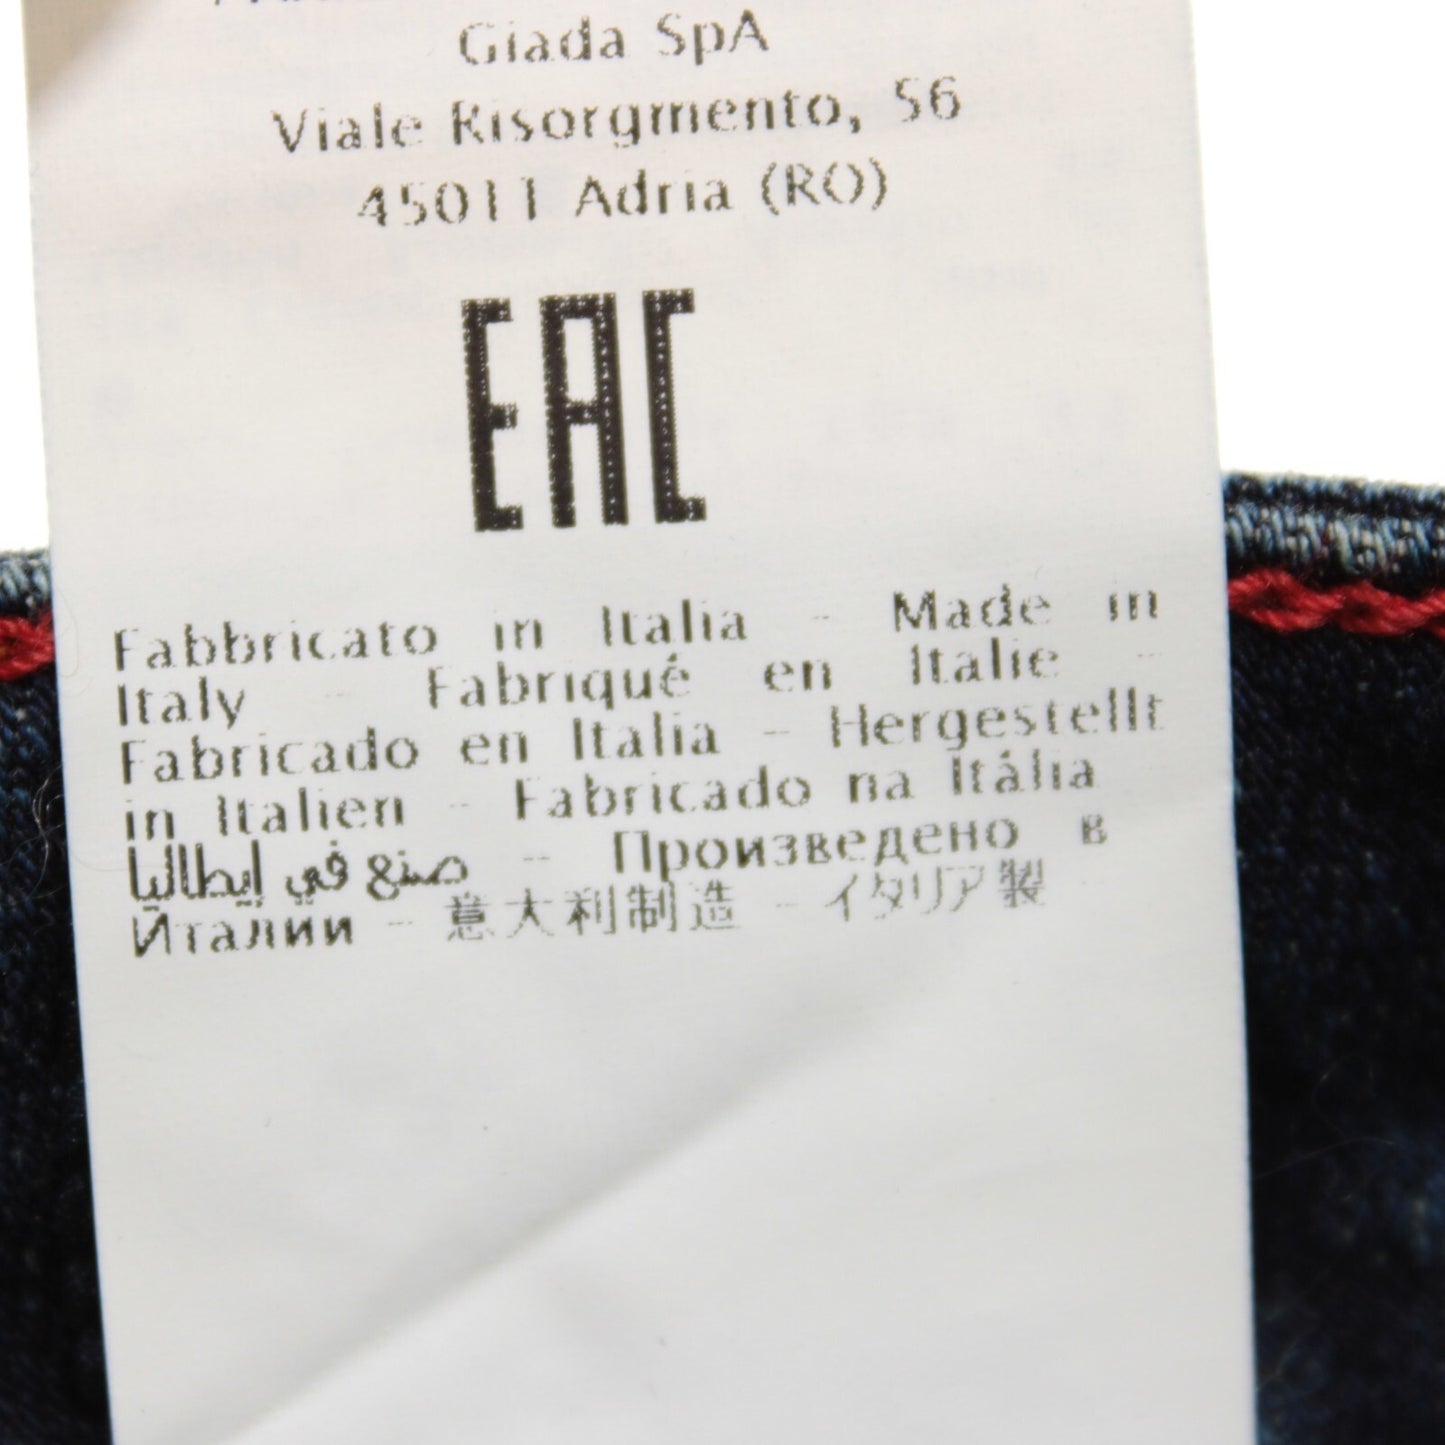 Giada SpA
Viale Risorgimento, 56
45011 Adria (RO)
EAC
Fabbricato in Italia - Made in
Italy - Fabriqué en Italie -
Fabricado en Italia - Hergestellt
in Italien - Fabricado na Itália
صنع في إيطاليا - Произведено в
Италии - 意大利制造 - イタリア製